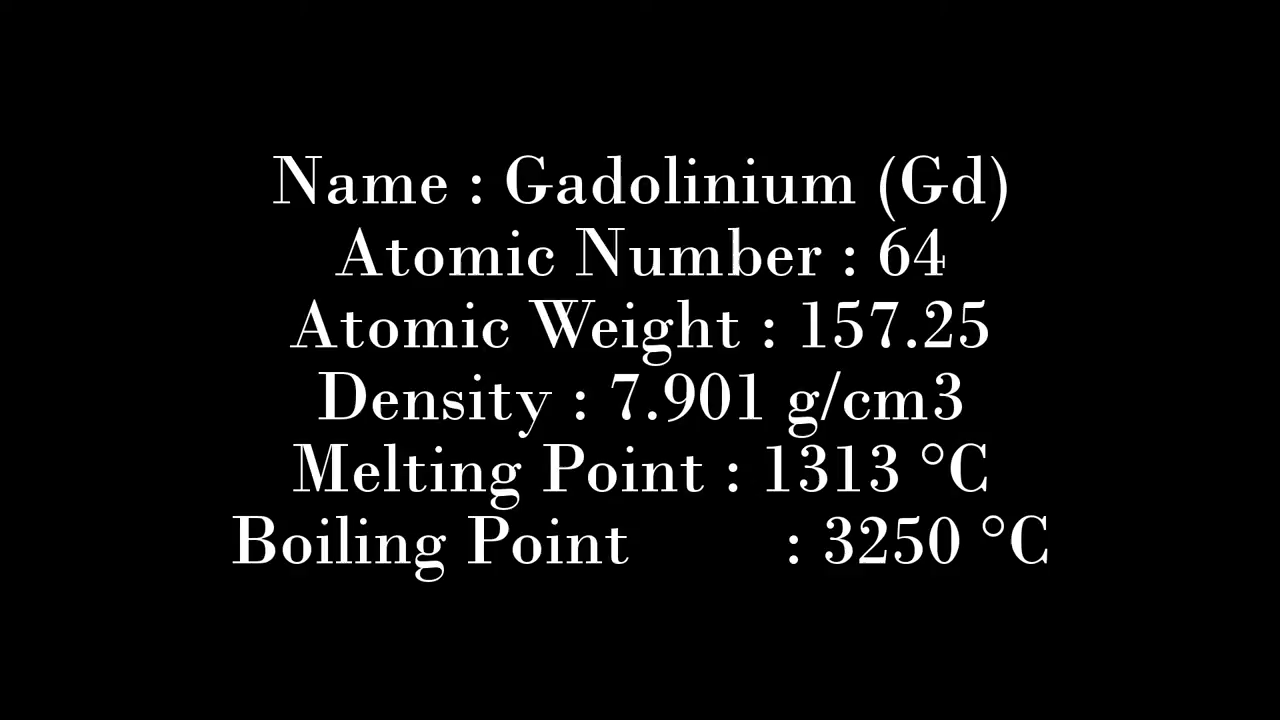 Name : Gadolinium (Gd)
Atomic Number : 64
Atomic Weight : 157.25
Density : 7.901 g/cm3
Melting Point : 1313 °C
Boiling Point : 3250 °C